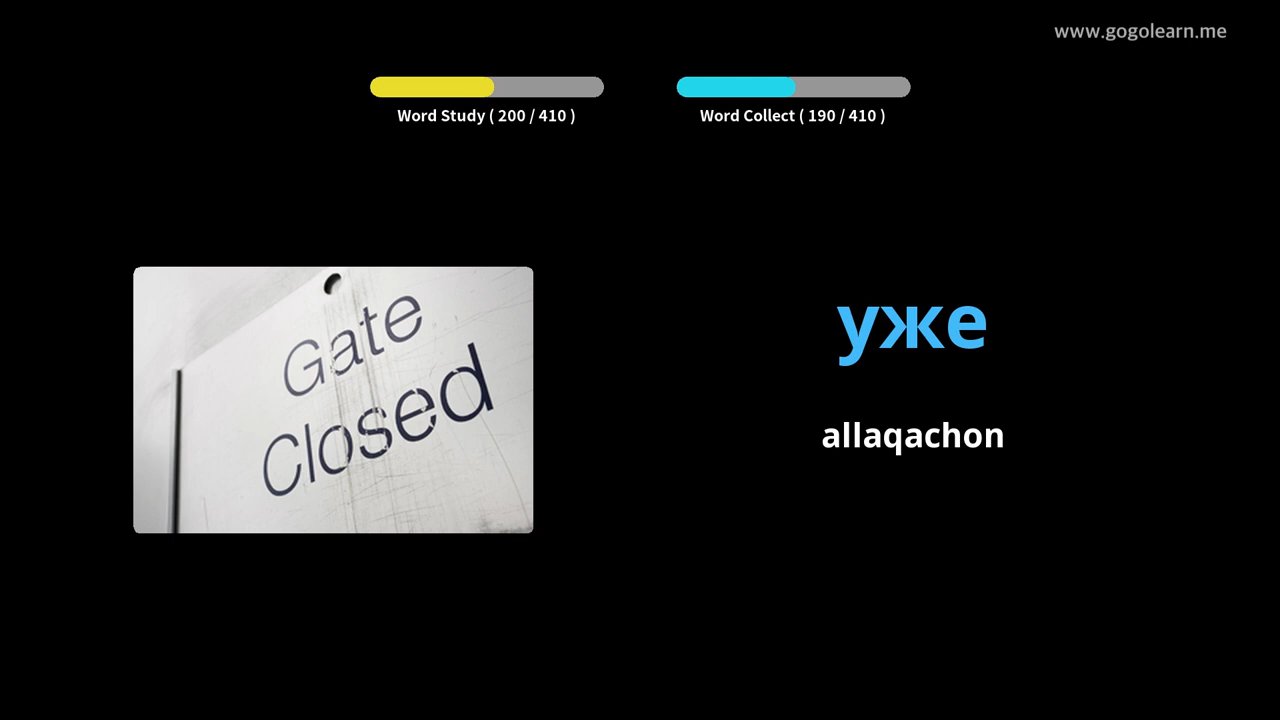 www.gogolearn.me
Word Study ( 200 / 410 )
Word Collect ( 190 / 410 )
Gate
Closed
уже
allaqachon